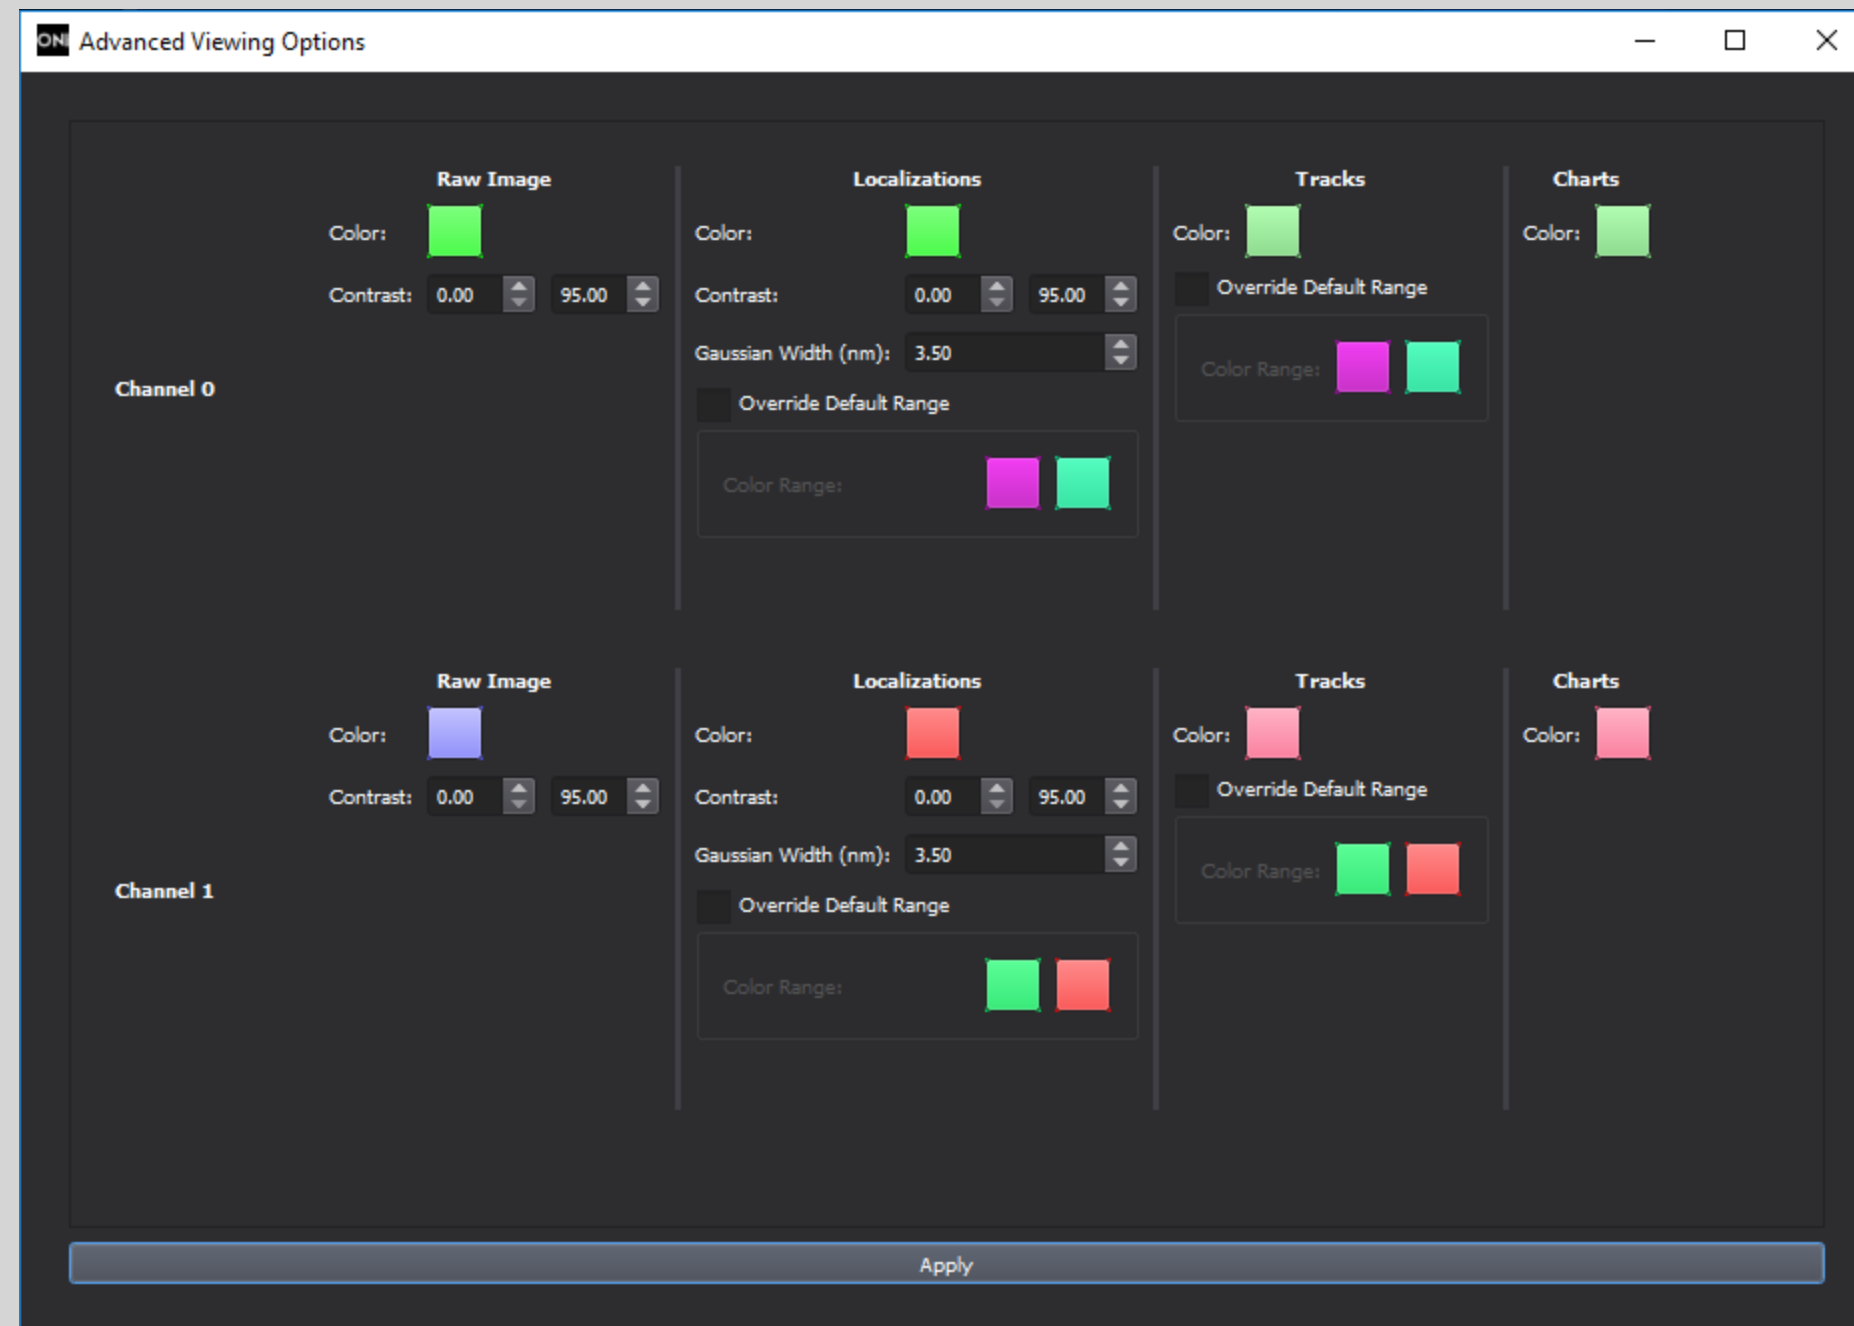 ONI Advanced Viewing Options
Raw Image Localizations Tracks Charts
Color: Color: Color: Color:
Contrast: 0.00 95.00 Contrast: 0.00 95.00 Override Default Range
Gaussian Width (nm): 3.50
Color Range:
Channel 0
Override Default Range
Color Range:
Raw Image Localizations Tracks Charts
Color: Color: Color: Color:
Contrast: 0.00 95.00 Contrast: 0.00 95.00 Override Default Range
Gaussian Width (nm): 3.50
Color Range:
Channel 1
Override Default Range
Color Range:
Apply